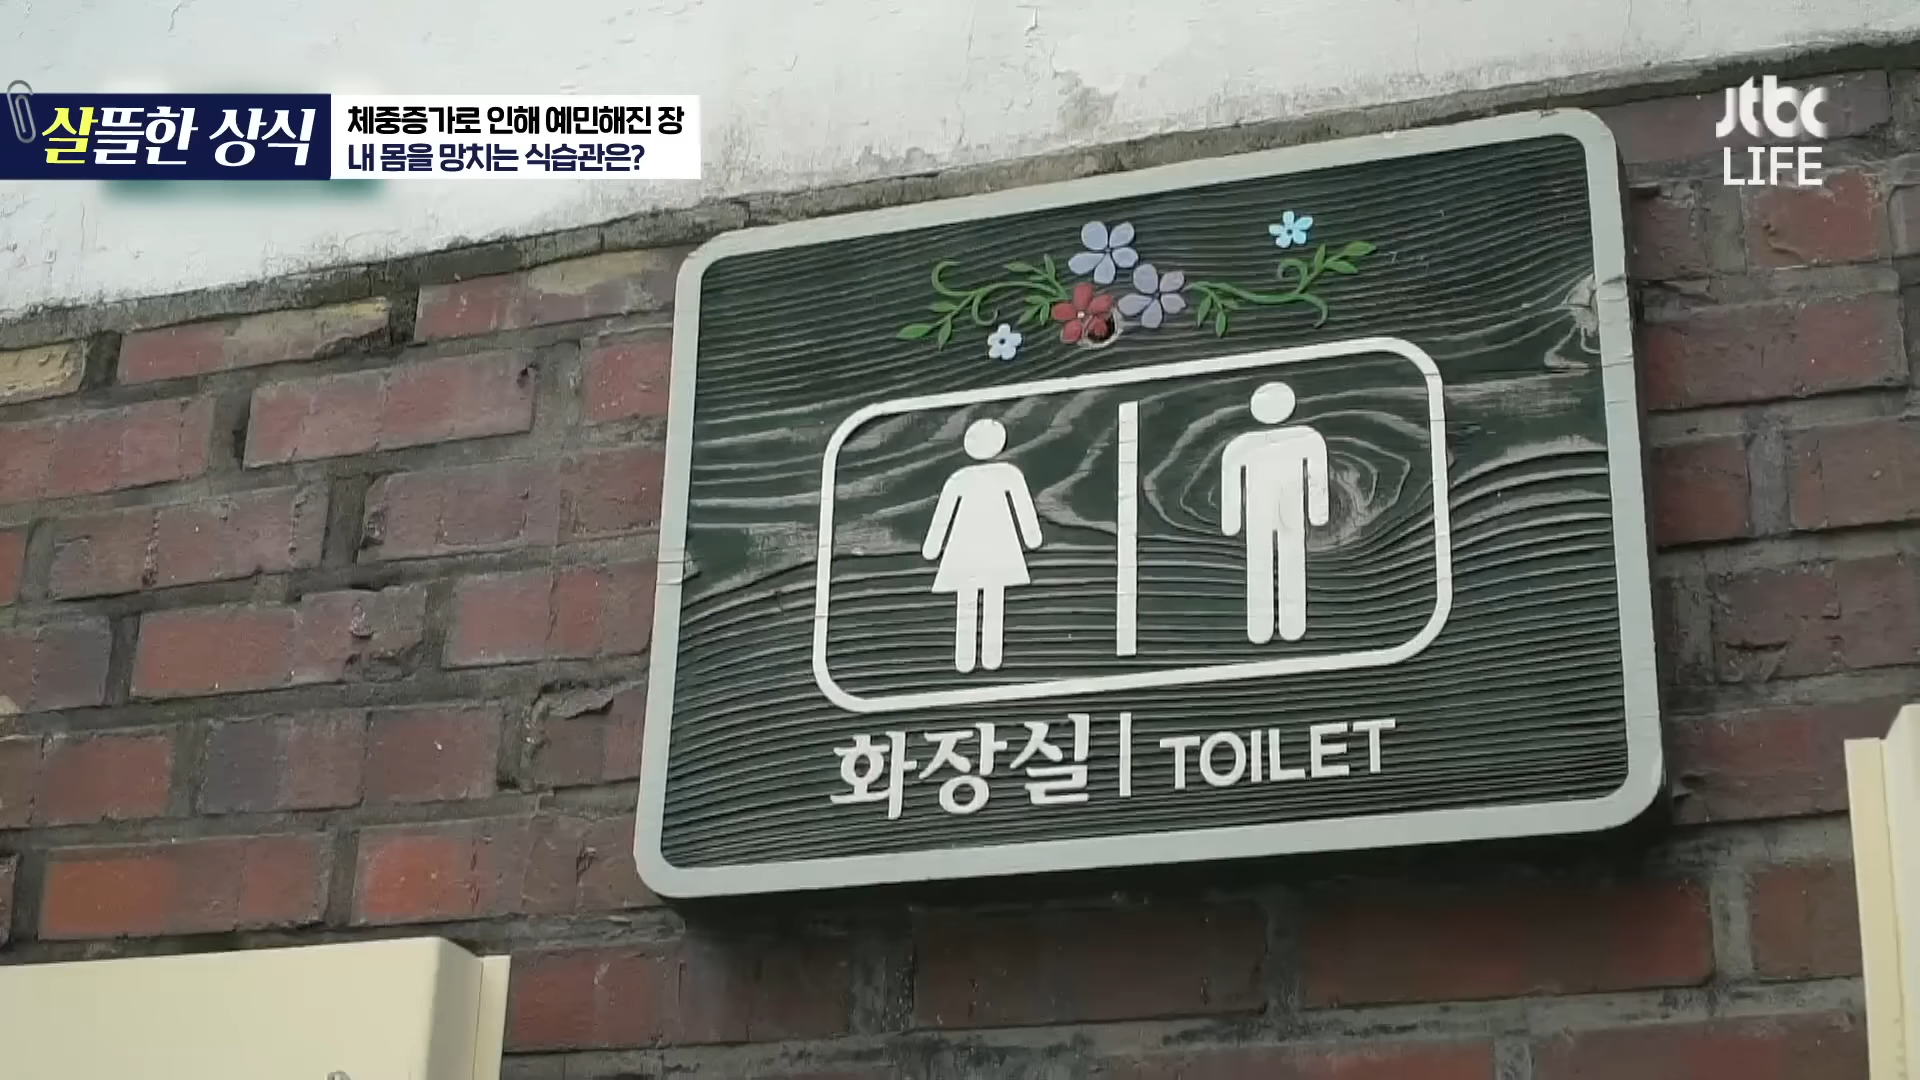 살뜰한 상식
체중증가로 인해 예민해진 장
내 몸을 망치는 식습관은?
jtbc
LIFE
화장실 | TOILET